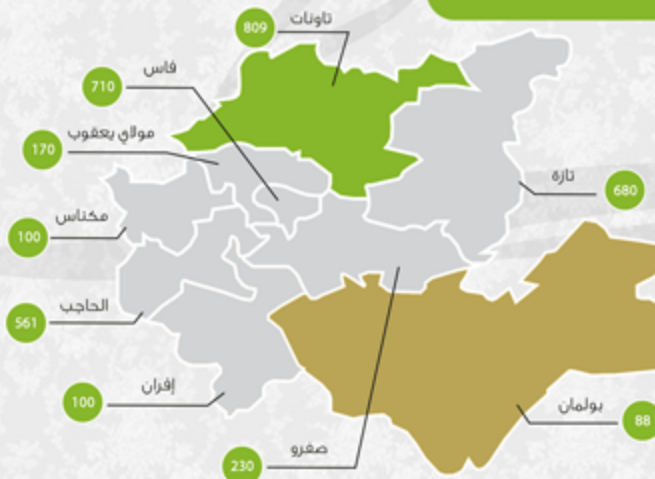 تاونات
809
فاس
710
مولاي يعقوب
170
تازة
680
مكناس
100
الحاجب
561
إفران
100
بولمان
88
صفرو
230